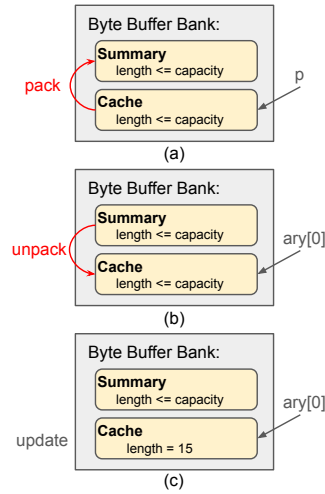 Byte Buffer Bank:
Summary
length <= capacity
pack
p
Cache
length <= capacity
(a)
Byte Buffer Bank:
Summary
length <= capacity
unpack
ary[0]
Cache
length <= capacity
(b)
Byte Buffer Bank:
Summary
length <= capacity
ary[0]
update
Cache
length = 15
(c)